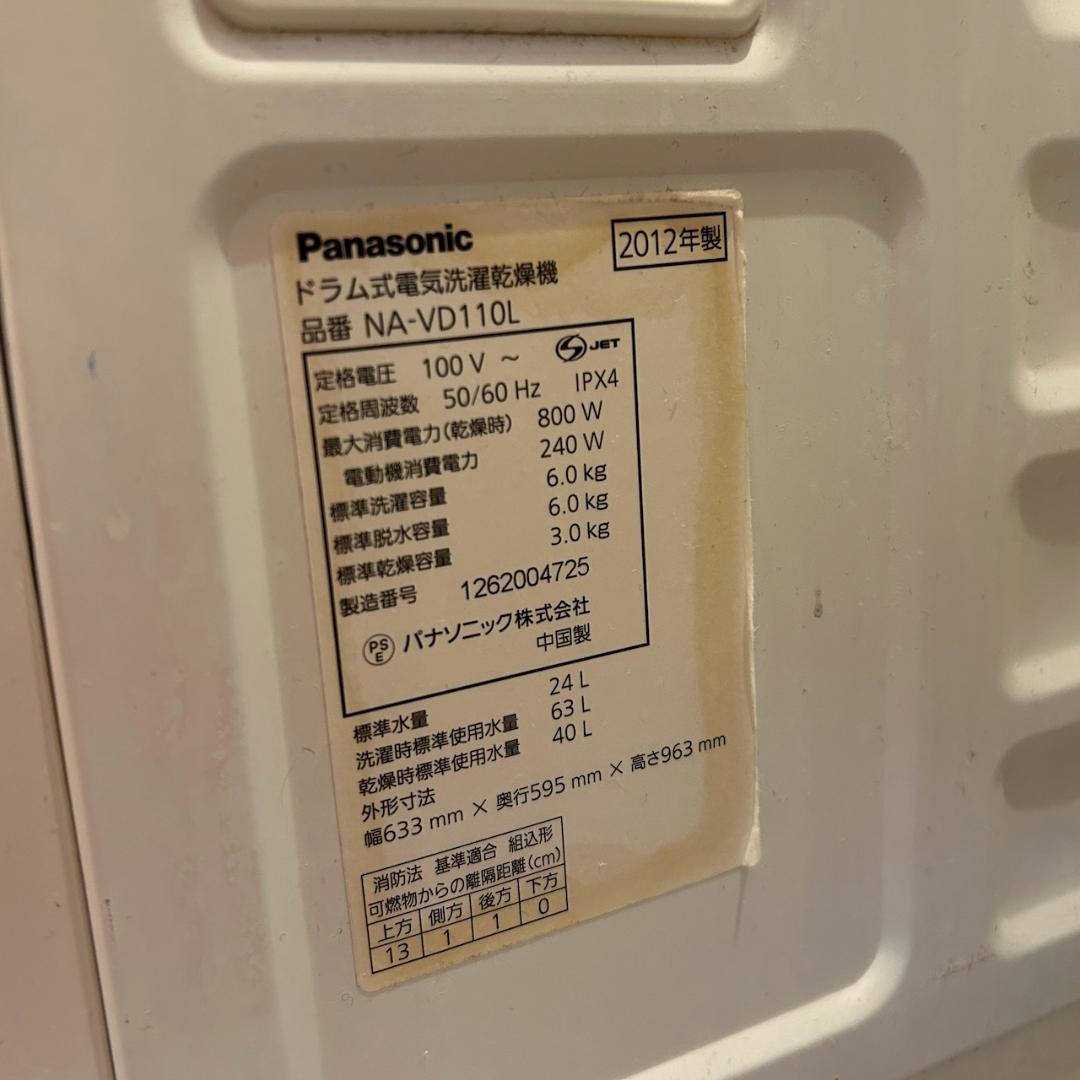 Panasonic 2012年製
ドラム式電気洗濯乾燥機
品番 NA-VD110L
定格電圧 100 V ～ JET
定格周波数 50/60 Hz IPX4
最大消費電力(乾燥時) 800 W
電動機消費電力 240 W
標準洗濯容量 6.0 kg
標準脱水容量 6.0 kg
標準乾燥容量 3.0 kg
製造番号 1262004725
PSE パナソニック株式会社
中国製
標準水量 24 L
洗濯時標準使用水量 63 L
乾燥時標準使用水量 40 L
外形寸法
幅633 mm × 奥行595 mm × 高さ963 mm
消防法 基準適合 組込形
可燃物からの離隔距離(cm)
上方 側方 後方 下方
13 1 1 0